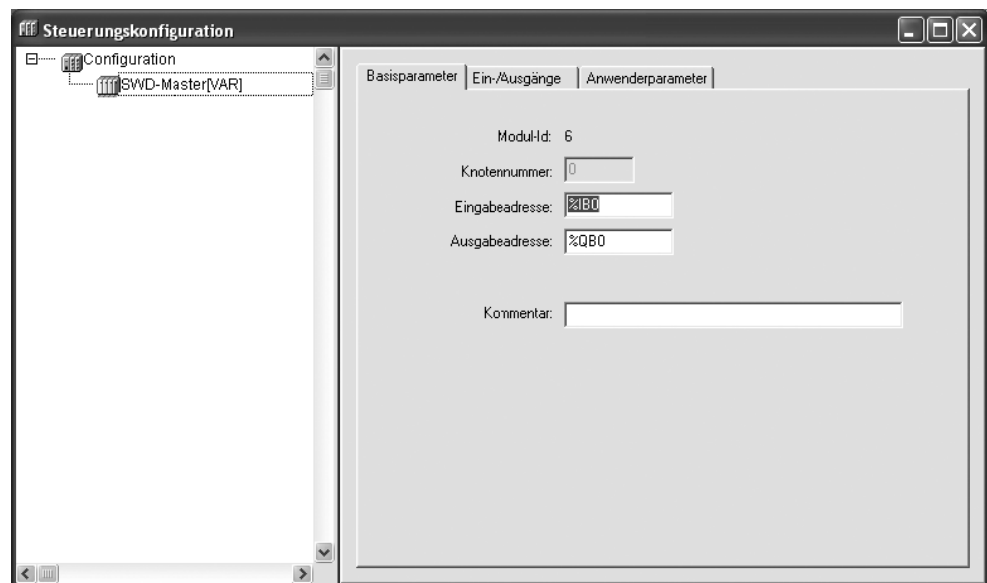 Steuerungskonfiguration
Configuration
SWD-Master[VAR]
Basisparameter Ein-/Ausgänge Anwenderparameter
Modul-Id: 6
Knotennummer: 0
Eingabeadresse: %IB0
Ausgabeadresse: %QB0
Kommentar: